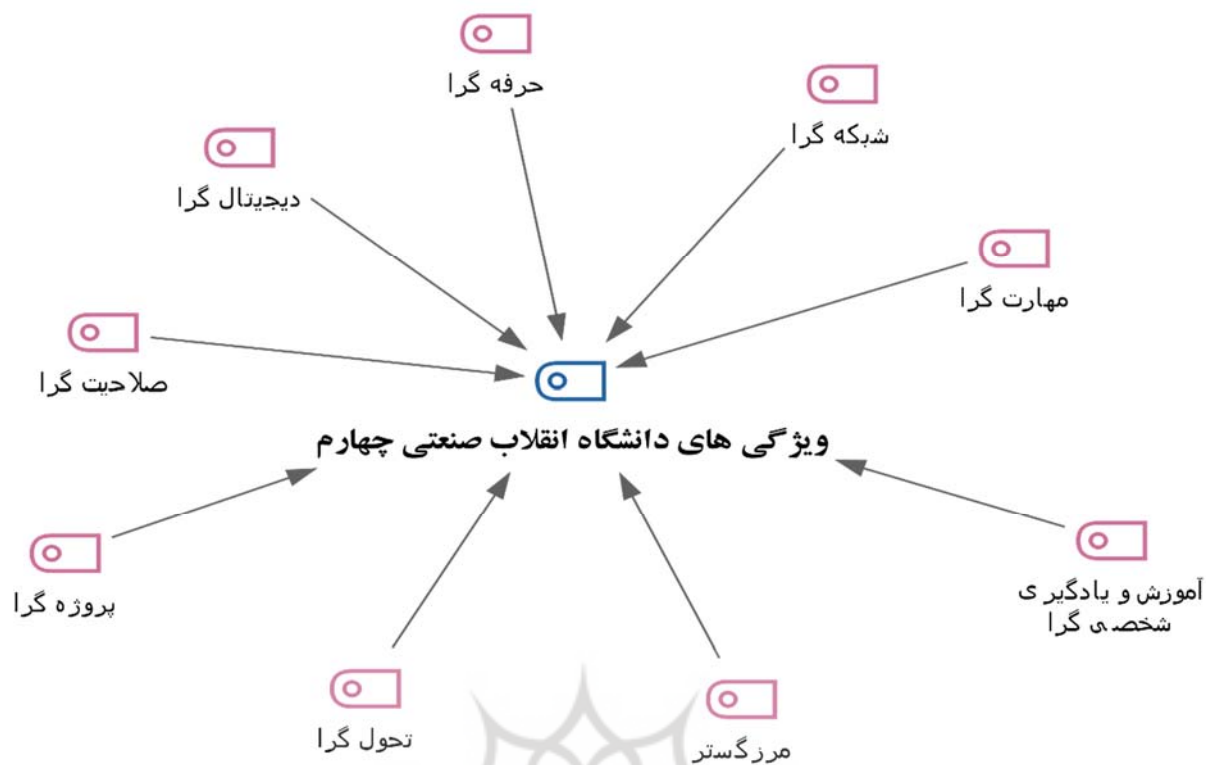 حرفه گرا
شبکه گرا
دیجیتال گرا
مهارت گرا
صلاحیت گرا
ویژگی های دانشگاه انقلاب صنعتی چهارم
آموزش و یادگیری
شخصی گرا
پروژه گرا
تحول گرا
مرزگستر